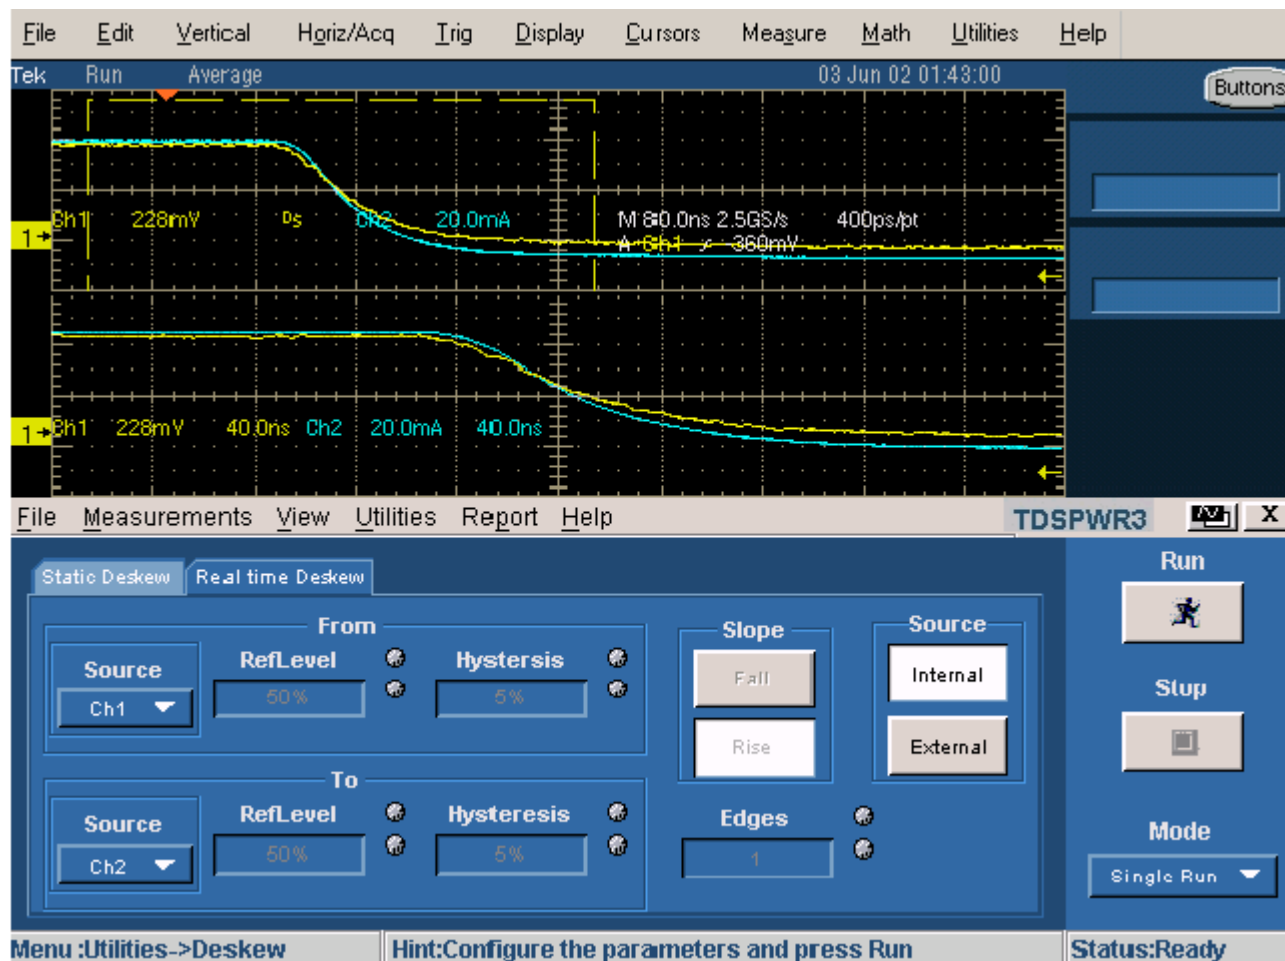 File Edit Vertical Horiz/Acq Trig Display Cursors Measure Math Utilities Help
Tek Run Average 03 Jun 02 01:43:00
Buttons
Ch1 228mV Ch2 20.0mA M 80.0ns 2.5GS/s 400ps/pt
1
A Ch1 360mV
Ch1 228mV 40.0ns Ch2 20.0mA 40.0ns
1
File Measurements View Utilities Report Help TDSPWR3 X
Static Deskew Real time Deskew
From
Source RefLevel Hystersis
Ch1 50% 5%
To
Source RefLevel Hysteresis
Ch2 50% 5%
Slope
Fall
Rise
Source
Internal
External
Edges
1
Run
Stop
Mode
Single Run
Menu :Utilities->Deskew Hint:Configure the parameters and press Run Status:Ready